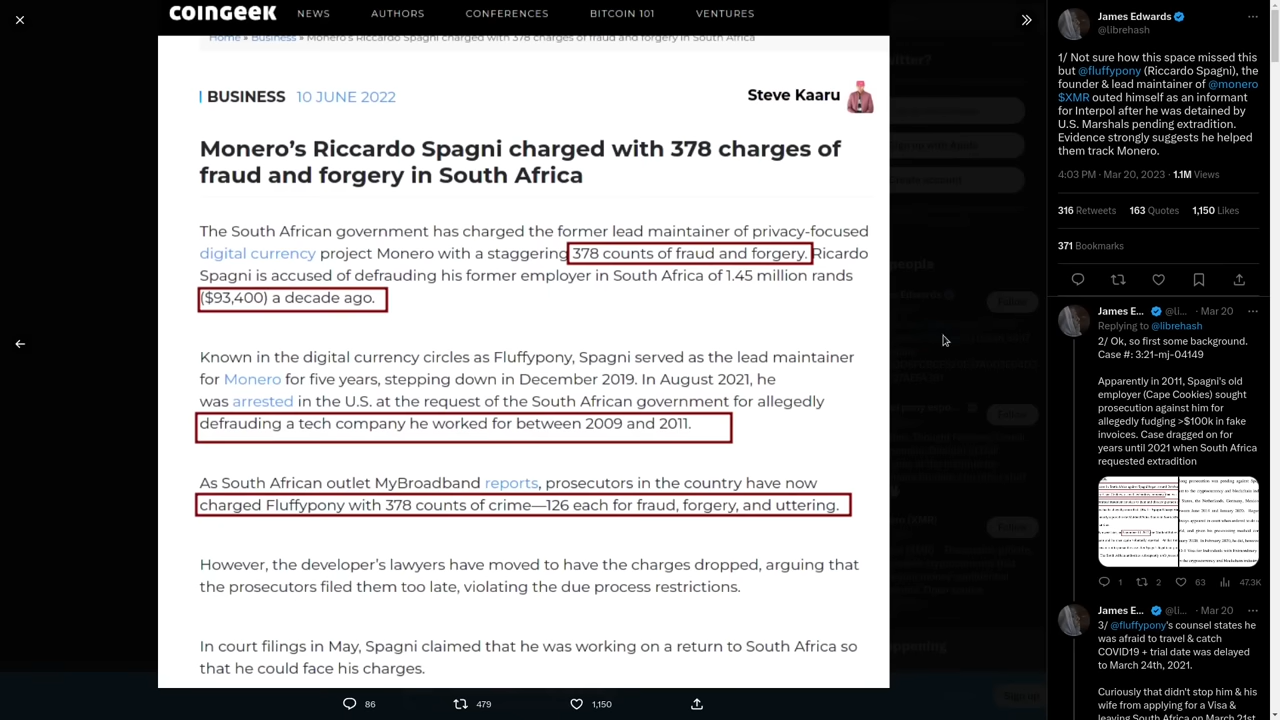 coingeek NEWS AUTHORS CONFERENCES BITCOIN 101 VENTURES
Home » Business » Monero's Riccardo Spagni charged with 378 charges of fraud and forgery in South Africa
BUSINESS 10 JUNE 2022
Steve Kaaru
Monero’s Riccardo Spagni charged with 378 charges of
fraud and forgery in South Africa
The South African government has charged the former lead maintainer of privacy-focused
digital currency project Monero with a staggering 378 counts of fraud and forgery. Ricardo
Spagni is accused of defrauding his former employer in South Africa of 1.45 million rands
($93,400) a decade ago.
Known in the digital currency circles as Fluffypony, Spagni served as the lead maintainer
for Monero for five years, stepping down in December 2019. In August 2021, he
was arrested in the U.S. at the request of the South African government for allegedly
defrauding a tech company he worked for between 2009 and 2011.
As South African outlet MyBroadband reports, prosecutors in the country have now
charged Fluffypony with 378 counts of crime—126 each for fraud, forgery, and uttering.
However, the developer’s lawyers have moved to have the charges dropped, arguing that
the prosecutors filed them too late, violating the due process restrictions.
In court filings in May, Spagni claimed that he was working on a return to South Africa so
that he could face his charges.
86 479 1,150
James Edwards
@librehash
1/ Not sure how this space missed this
but @fluffypony (Riccardo Spagni), the
founder & lead maintainer of @monero
$XMR outed himself as an informant
for Interpol after he was detained by
U.S. Marshals pending extradition.
Evidence strongly suggests he helped
them track Monero.
4:03 PM · Mar 20, 2023 · 1.1M Views
316 Retweets 163 Quotes 1,150 Likes
371 Bookmarks
James E... @li... · Mar 20
Replying to @librehash
2/ Ok, so first some background.
Case #: 3:21-mj-04149
Apparently in 2011, Spagni's old
employer (Cape Cookies) sought
prosecution against him for
allegedly fudging >$100k in fake
invoices. Case dragged on for
years until 2021 when South Africa
requested extradition
1 2 63 47.3K
James E... @li... · Mar 20
3/ @fluffypony's counsel states he
was afraid to travel & catch
COVID19 + trial date was delayed
to March 24th, 2021.
Curiously that didn't stop him & his
wife from applying for a Visa &
leaving South Africa on March 21st